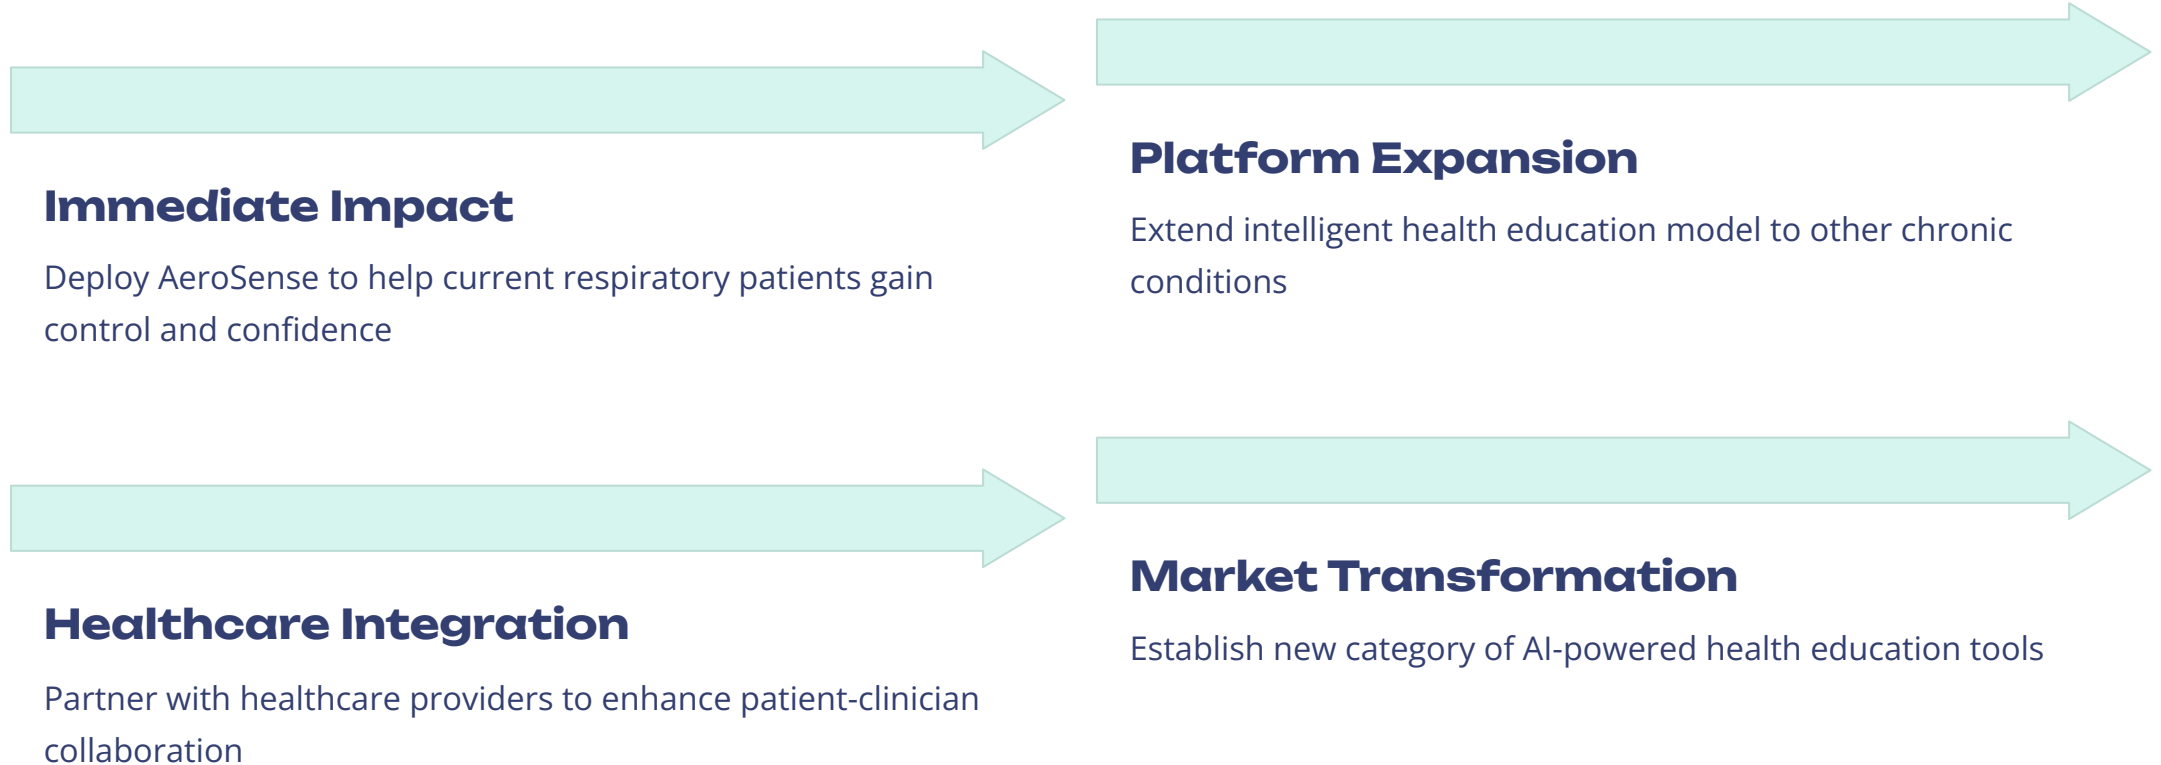 Immediate Impact
Deploy AeroSense to help current respiratory patients gain
control and confidence
Platform Expansion
Extend intelligent health education model to other chronic
conditions
Healthcare Integration
Partner with healthcare providers to enhance patient-clinician
collaboration
Market Transformation
Establish new category of AI-powered health education tools